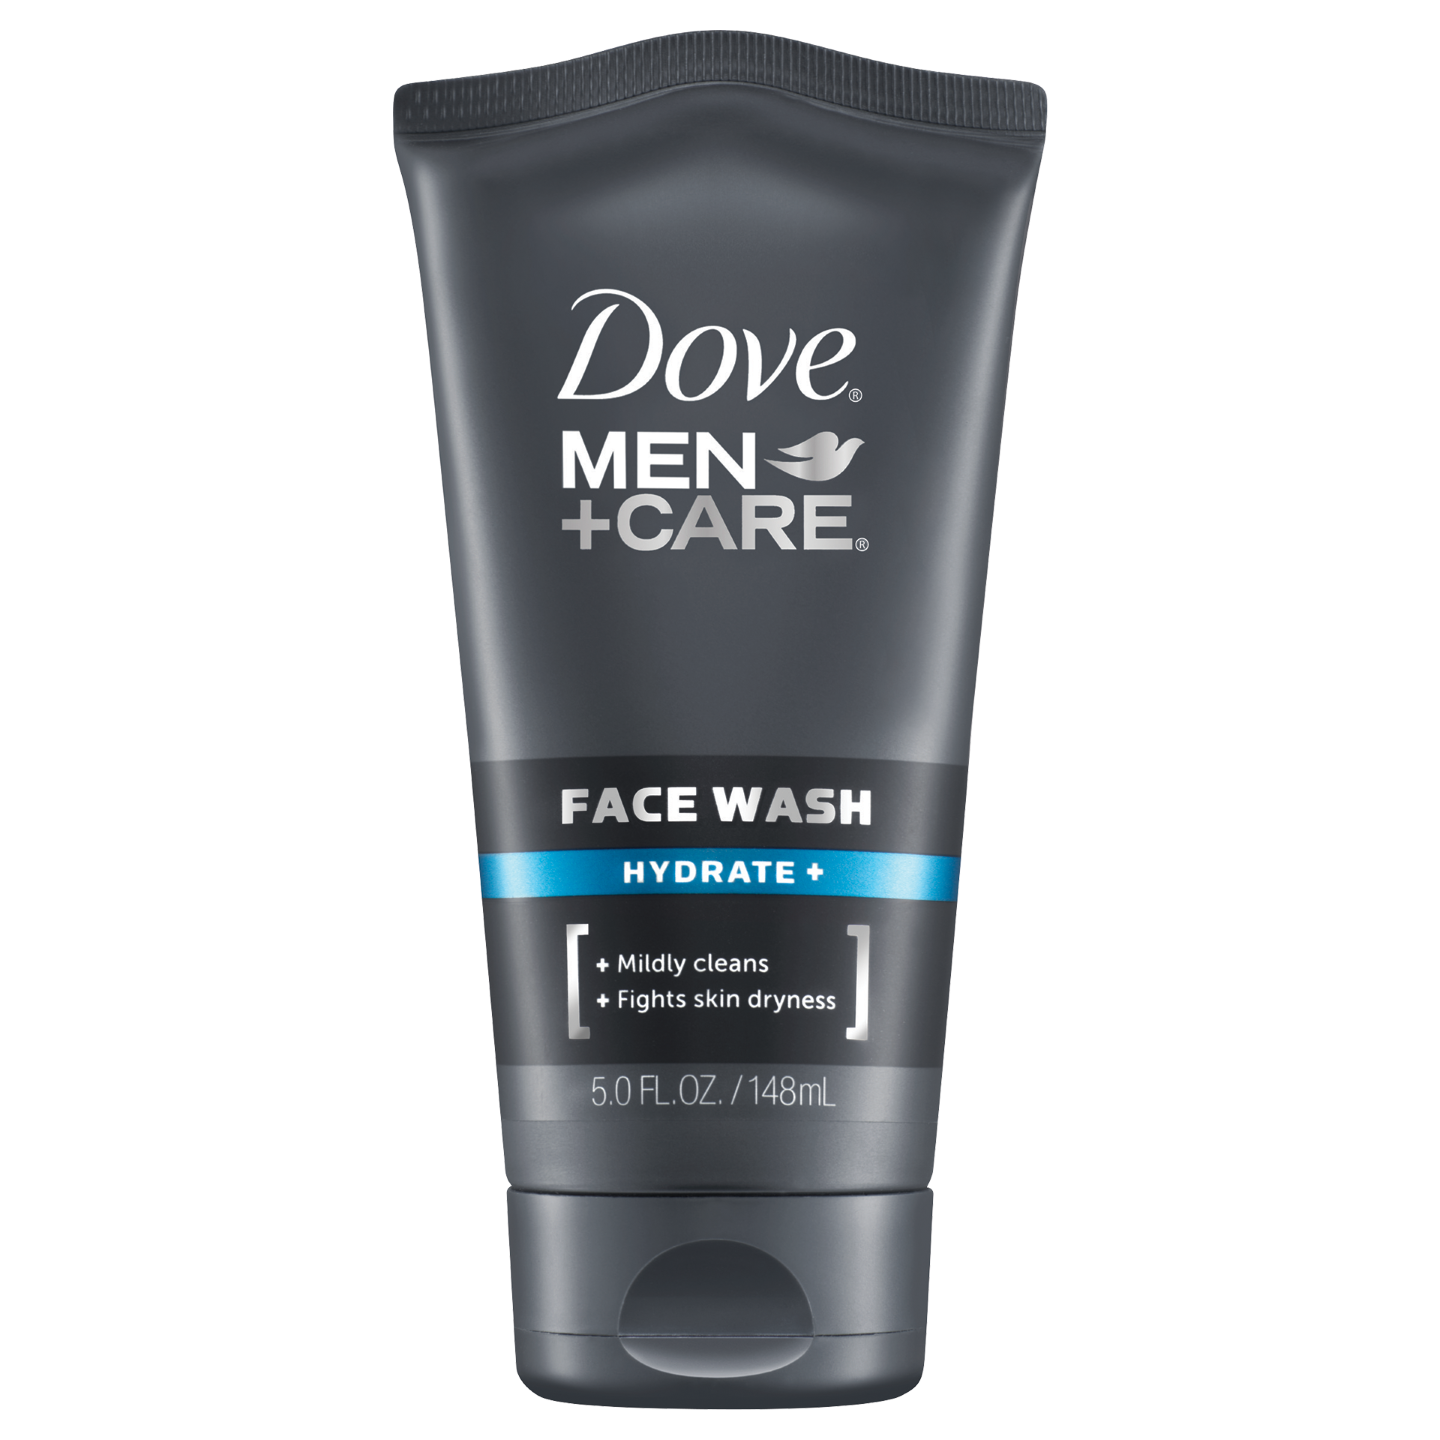 Dove®
MEN
+CARE®
FACE WASH
HYDRATE +
+ Mildly cleans
+ Fights skin dryness
5.0 FL.OZ. / 148mL